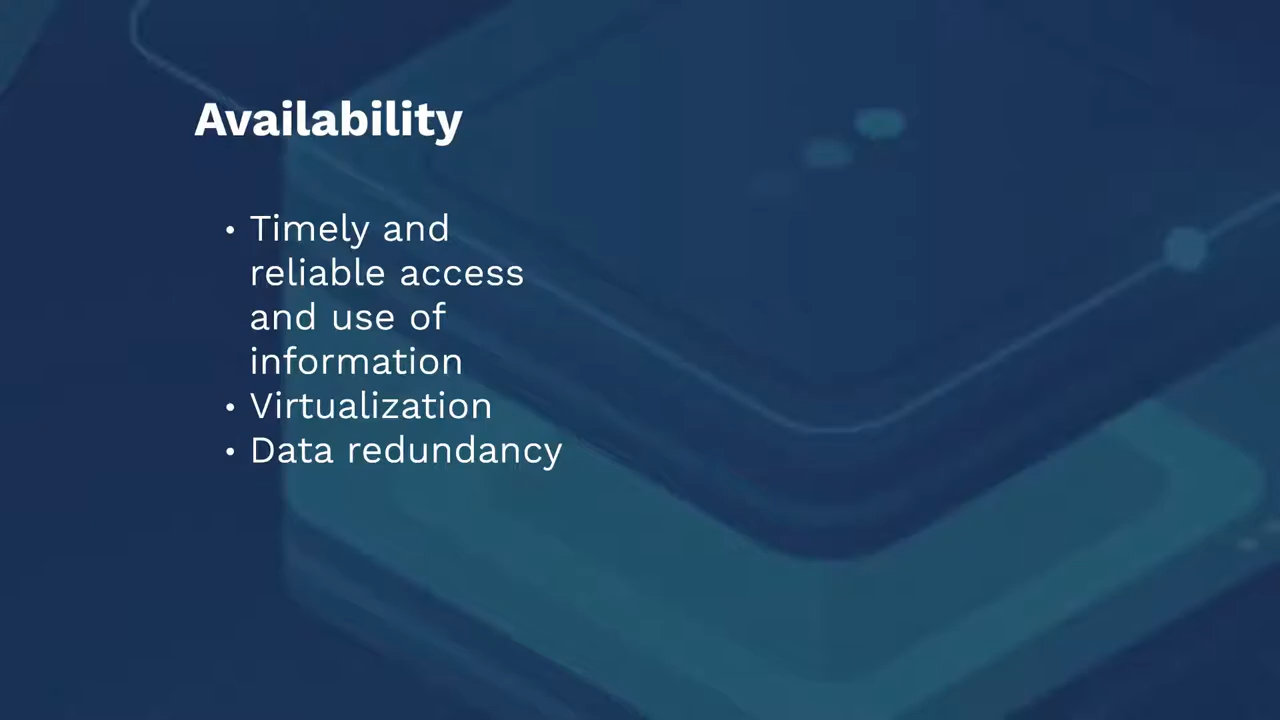 Availability
• Timely and
reliable access
and use of
information
• Virtualization
• Data redundancy